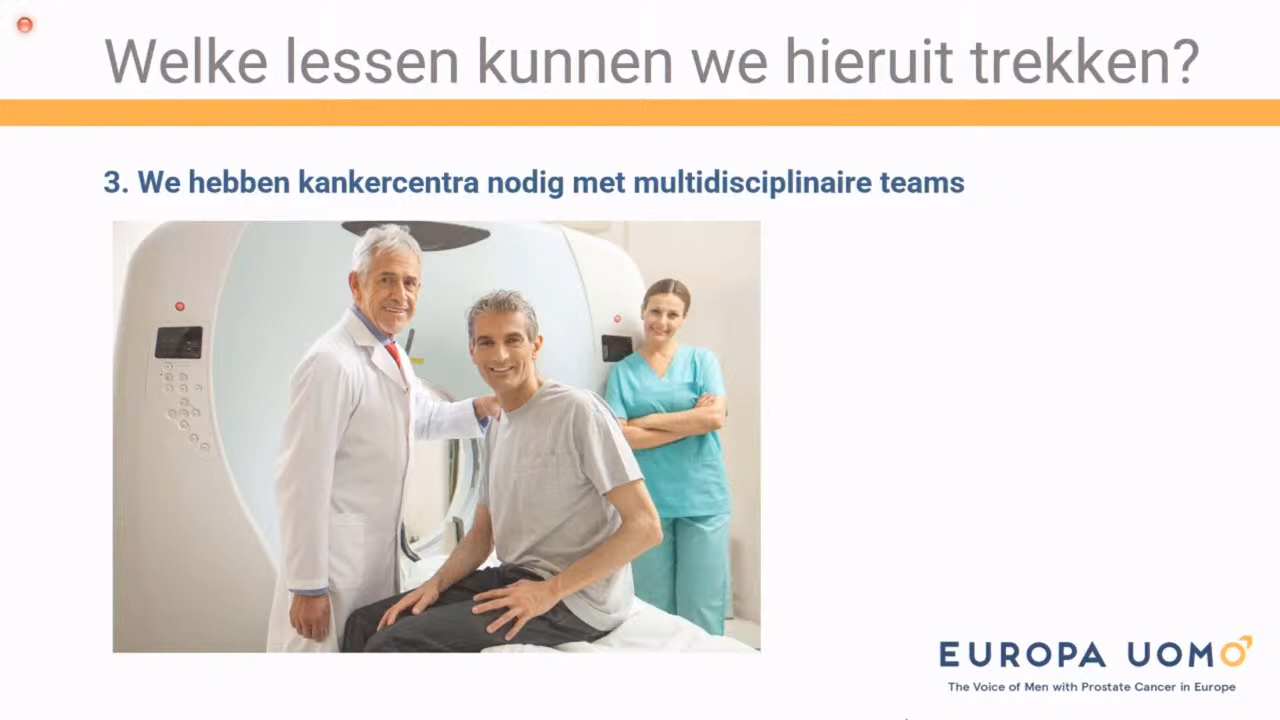 Welke lessen kunnen we hieruit trekken?
3. We hebben kankercentra nodig met multidisciplinaire teams
EUROPA UOMO
The Voice of Men with Prostate Cancer in Europe